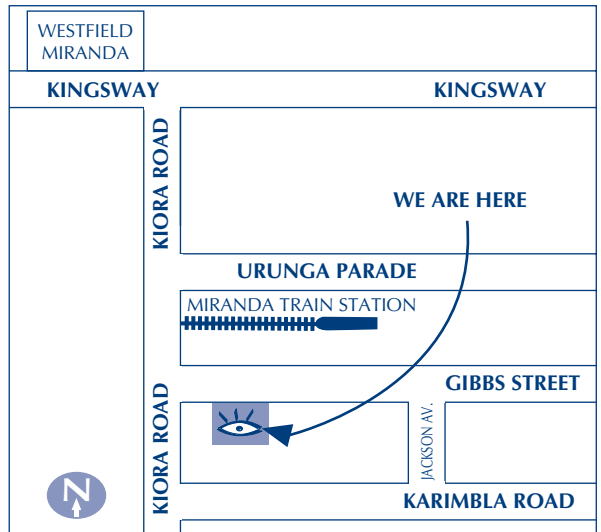 WESTFIELD
MIRANDA
KINGSWAY
KINGSWAY
KIORA ROAD
WE ARE HERE
URUNGA PARADE
MIRANDA TRAIN STATION
GIBBS STREET
KIORA ROAD
JACKSON AV.
N
KARIMBLA ROAD